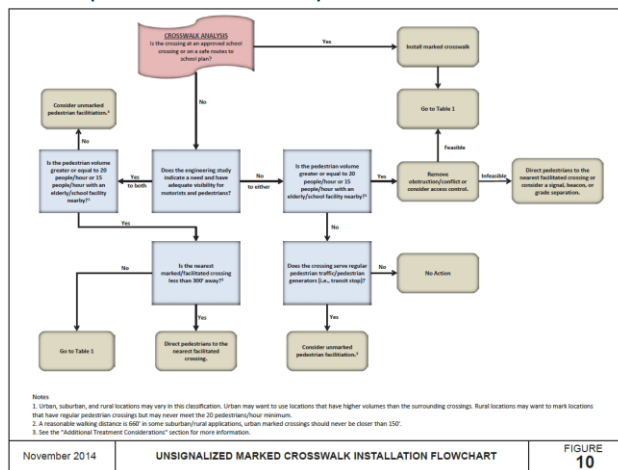 CROSSWALK ANALYSIS
Is the crossing at an approved school
crossing or on a safe routes to
school plan?
Yes
Install marked crosswalk
No
Go to Table 1
Consider unmarked
pedestrian facilitiation.³
No
Feasible
Is the pedestrian volume
greater or equal to 20
people/hour or 15
people/hour with an
elderly/school facility
nearby?¹
Yes
to both
Does the engineering study
indicate a need and have
adequate visibility for
motorists and pedestrians?
No
to either
Is the pedestrian volume
greater or equal to 20
people/hour or 15
people/hour with an
elderly/school facility
nearby?¹
Yes
Remove
obstruction/conflict or
consider access control.
Infeasible
Direct pedestrians to the
nearest facilitated crossing or
consider a signal, beacon, or
grade separation.
Yes
No
No
Is the nearest
marked/facilitated crossing
less than 300' away?²
Does the crossing serve regular
pedestrian traffic/pedestrian
generators (i.e., transit stop)?
No
No Action
Yes
Yes
Go to Table 1
Direct pedestrians to the
nearest facilitated
crossing.
Consider unmarked
pedestrian facilitiation.³
Notes
1. Urban, suburban, and rural locations may vary in this classification. Urban may want to use locations that have higher volumes than the surrounding crossings. Rural locations may want to mark locations
that have regular pedestrian crossings but may never meet the 20 pedestrians/hour minimum.
2. A reasonable walking distance is 660' in some suburban/rural applications, urban marked crossings should never be closer than 150'.
3. See the "Additional Treatment Considerations" section for more information.
November 2014
UNSIGNALIZED MARKED CROSSWALK INSTALLATION FLOWCHART
FIGURE
10